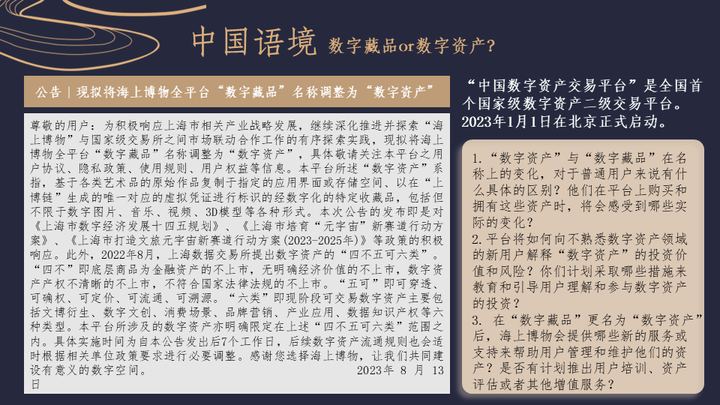 中国语境 数字藏品or数字资产？
公告｜现拟将海上博物全平台“数字藏品”名称调整为“数字资产”
尊敬的用户：为积极响应上海市相关产业战略发展，继续深化推进并探索“海
上博物”与国家级交易所之间市场联动合作工作的有序探索实践，现拟将海上
博物全平台“数字藏品”名称调整为“数字资产”，具体敬请关注本平台之用
户协议、隐私政策、使用规则、用户权益等信息。本平台所述“数字资产”系
指，基于各类艺术品的原始作品复制于指定的应用界面或存储空间、以在“上
博链”生成的唯一对应的虚拟凭证进行标识的经数字化的特定收藏品，包括但
不限于数字图片、音乐、视频、3D模型等各种形式。本次公告的发布即是对
《上海市数字经济发展十四五规划》、《上海市培育“元宇宙”新赛道行动方
案》、《上海市打造文旅元宇宙新赛道行动方案(2023-2025年)》等政策的积极
响应。此外，2022年8月，上海数据交易所提出数字资产的“四不五可六类”。
“四不”即底层商品为金融资产的不上市，无明确经济价值的不上市，数字资
产产权不清晰的不上市，不符合国家法律法规的不上市。“五可”即可穿透、
可确权、可定价、可流通、可溯源。“六类”即现阶段可交易数字资产主要包
括文博衍生、数字文创、消费场景、品牌营销、产业应用、数据知识产权等六
种类型。本平台所涉及的数字资产亦明确限定在上述“四不五可六类”范围之
内。具体实施时间为自本公告发出后7个工作日，后续数字资产流通规则也会适
时根据相关单位政策要求进行必要调整。感谢您选择海上博物，让我们共同建
设有意义的数字空间。 2023年 8 月 13
日
“中国数字资产交易平台”是全国首
个国家级数字资产二级交易平台。
2023年1月1日在北京正式启动。
1. “数字资产”与“数字藏品”在名
称上的变化，对于普通用户来说有什
么具体的区别？他们在平台上购买和
拥有这些资产时，将会感受到哪些实
际的变化？
2. 平台将如何向不熟悉数字资产领域
的新用户解释“数字资产”的投资价
值和风险？你们计划采取哪些措施来
教育和引导用户理解和参与数字资产
的投资？
3. 在“数字藏品”更名为“数字资产”
后，海上博物会提供哪些新的服务或
支持来帮助用户管理和维护他们的资
产？是否有计划推出用户培训、资产
评估或者其他增值服务？